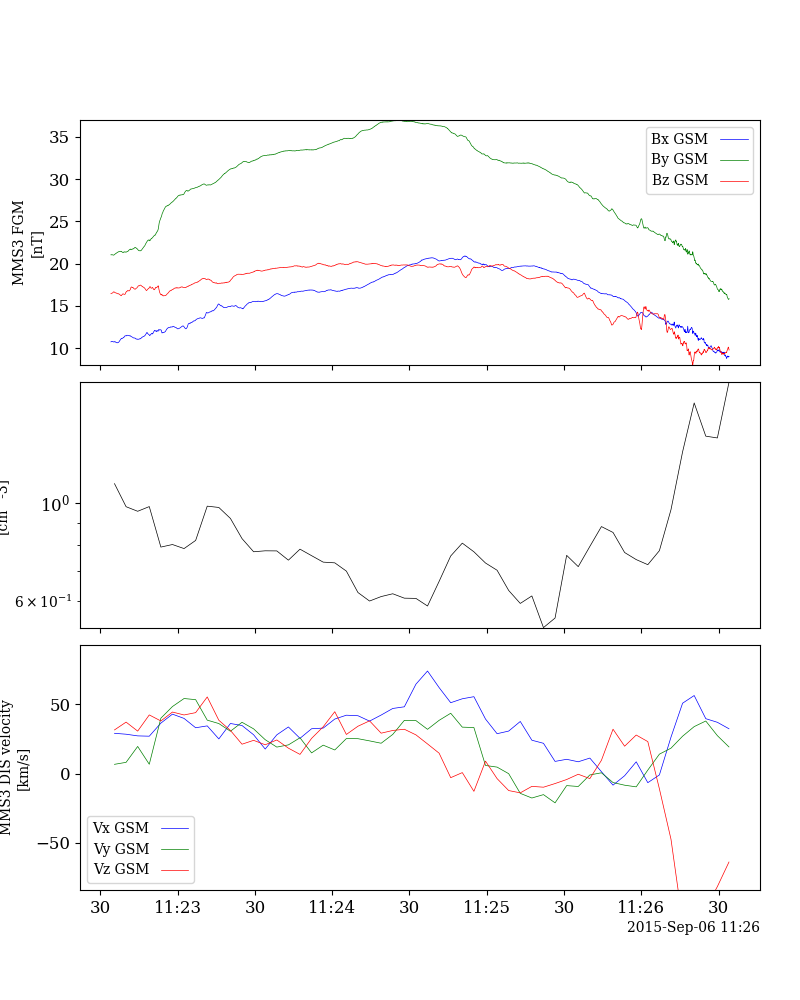 MMS3 FGM
[nT]
35
30
25
20
15
10
Bx GSM
By GSM
Bz GSM
-3]
10⁰
6 × 10⁻¹
MMS3 DIS velocity
[km/s]
50
0
−50
Vx GSM
Vy GSM
Vz GSM
30 11:23 30 11:24 30 11:25 30 11:26 30
2015-Sep-06 11:26